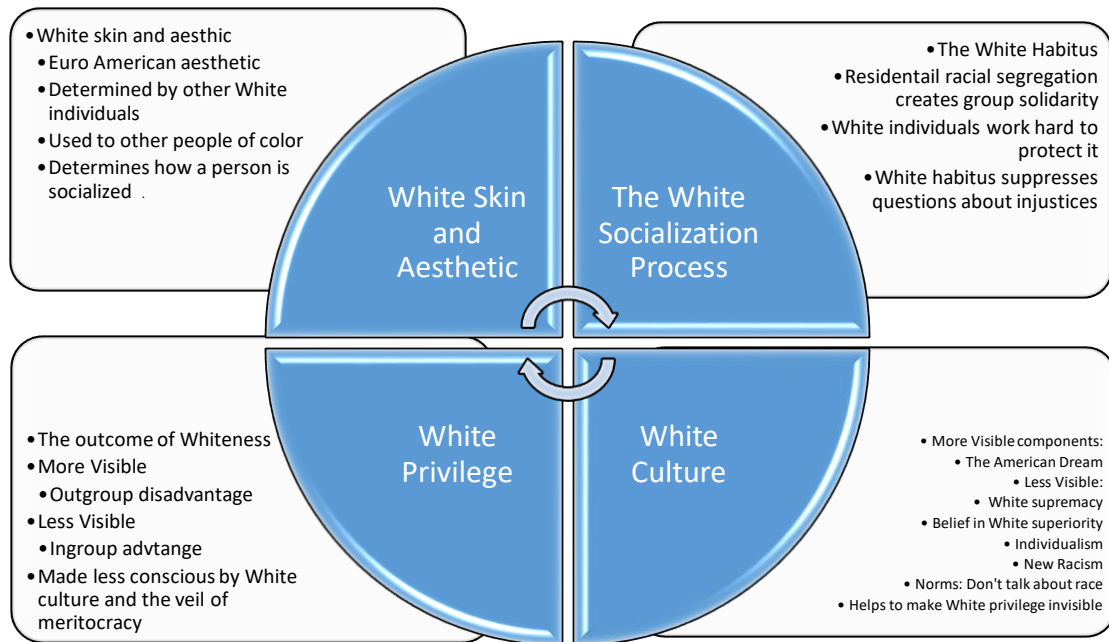 •White skin and aesthic
•Euro American aesthetic
•Determined by other White
individuals
•Used to other people of color
•Determines how a person is
socialized .
•The White Habitus
•Residentail racial segregation
creates group solidarity
•White individuals work hard to
protect it
•White habitus suppresses
questions about injustices
White Skin
and
Aesthetic
The White
Socialization
Process
White
Privilege
White
Culture
•The outcome of Whiteness
•More Visible
•Outgroup disadvantage
•Less Visible
•Ingroup advtange
•Made less conscious by White
culture and the veil of
meritocracy
• More Visible components:
• The American Dream
• Less Visible:
• White supremacy
• Belief in White superiority
• Individualism
• New Racism
• Norms: Don't talk about race
• Helps to make White privilege invisible